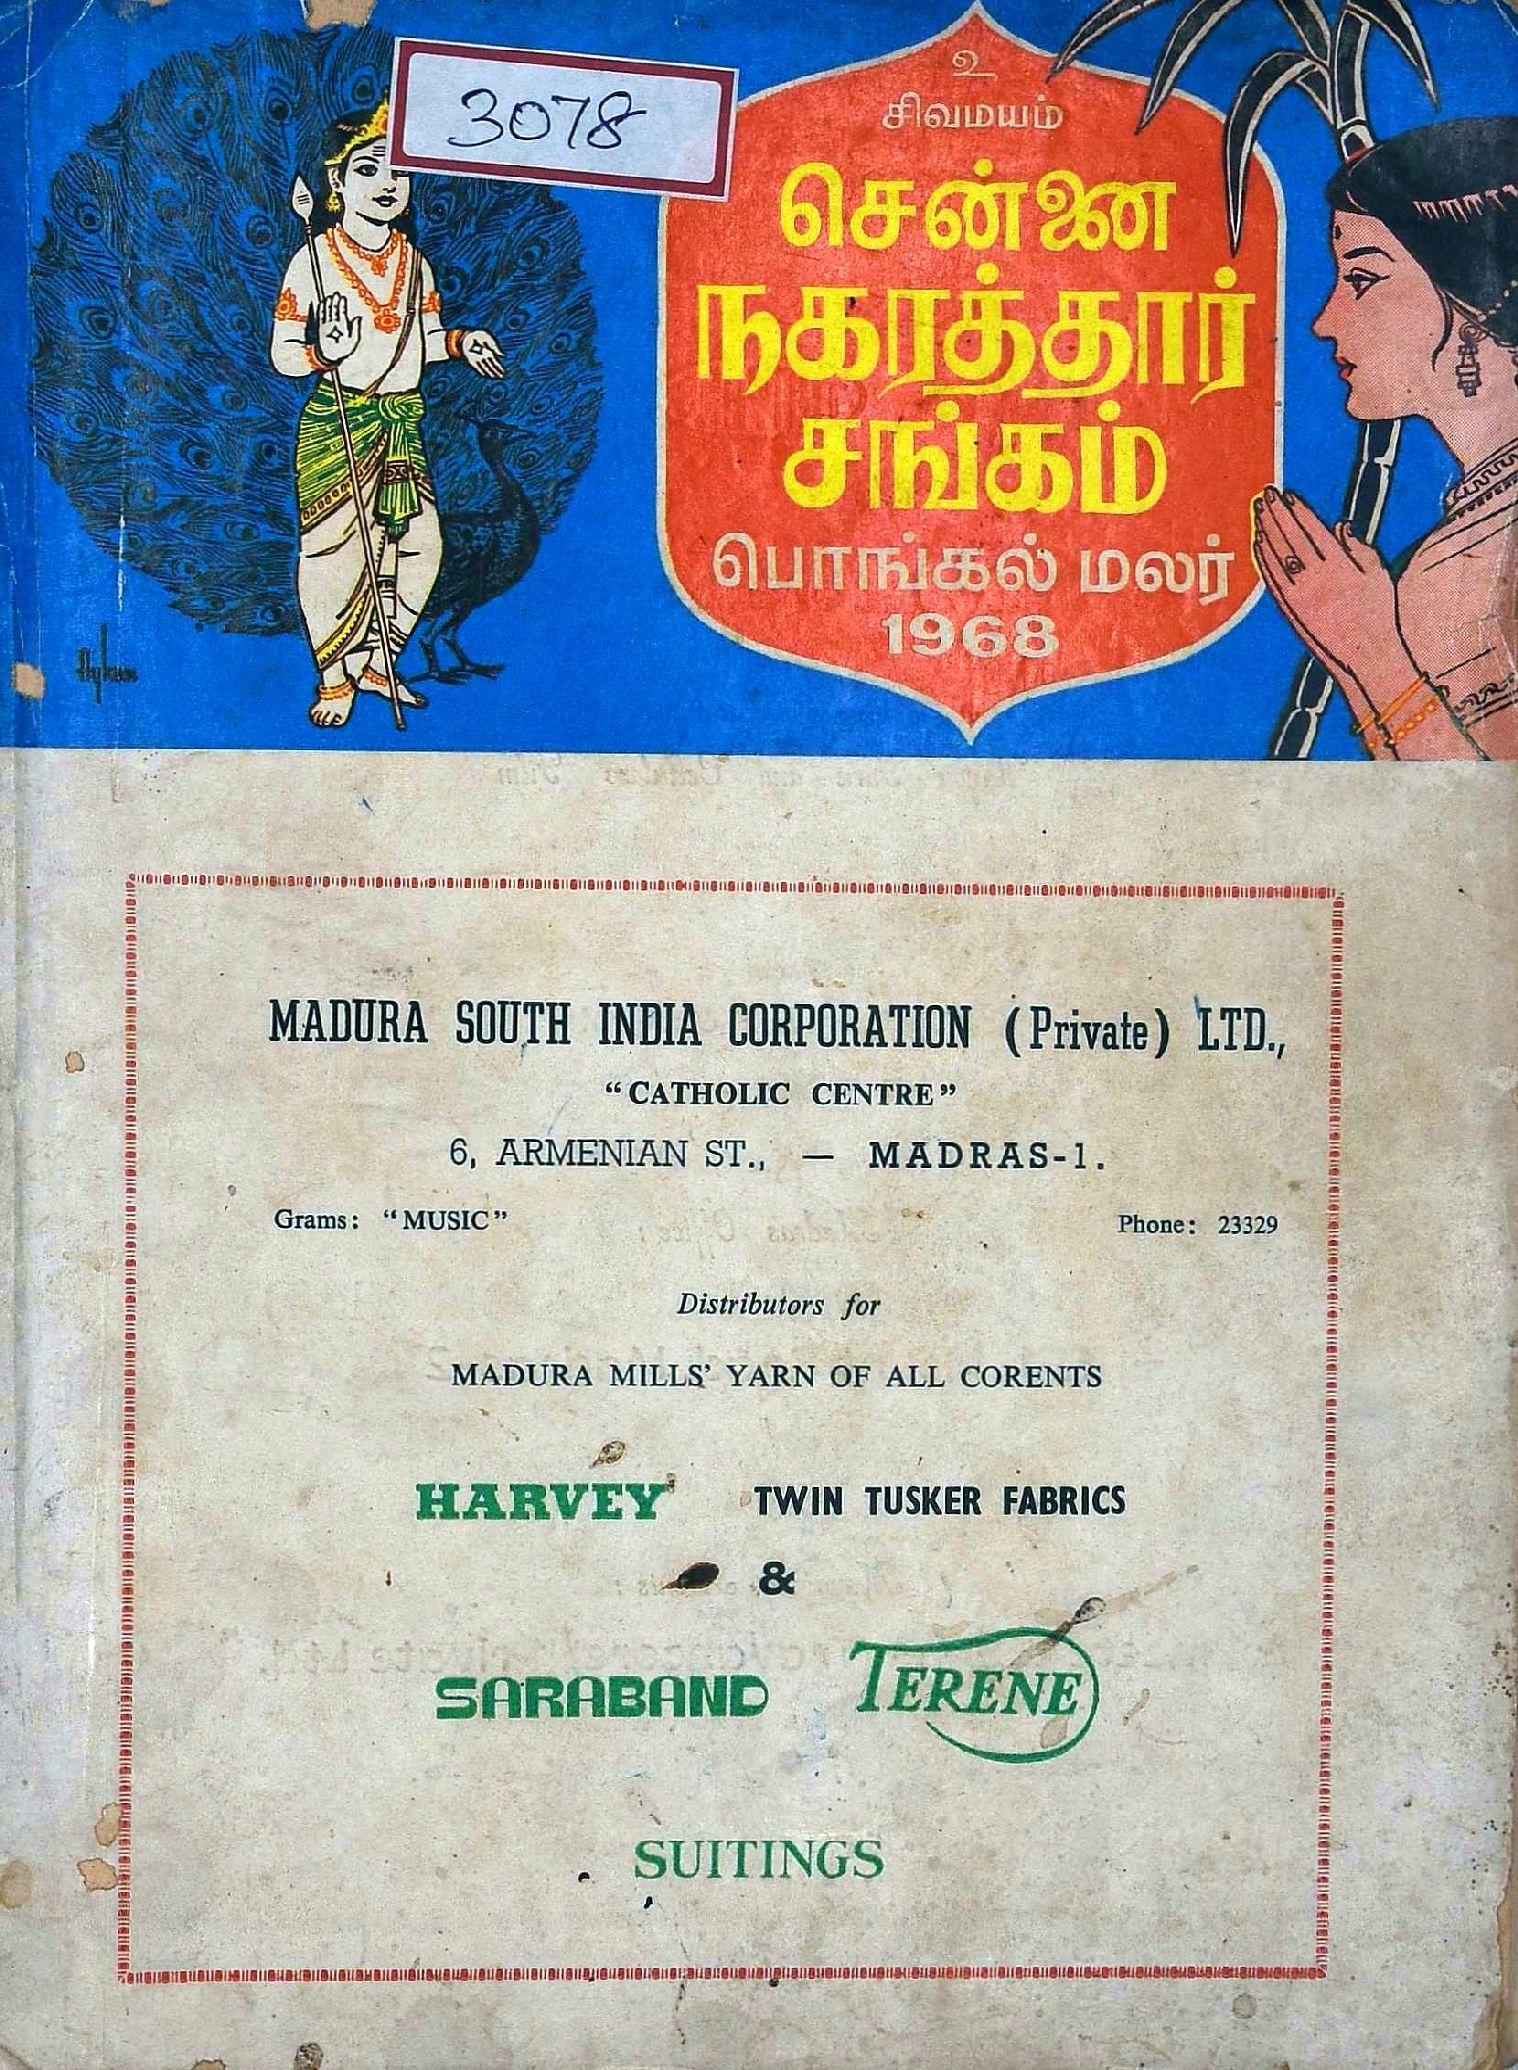 3078
உ
சிவமயம்
சென்னை
நகரத்தார்
சங்கம்
பொங்கல் மலர்
1968
MADURA SOUTH INDIA CORPORATION (Private) LTD.,
“CATHOLIC CENTRE”
6, ARMENIAN ST., — MADRAS-1.
Grams: “MUSIC” Phone: 23329
Distributors for
MADURA MILLS’ YARN OF ALL CORENTS
HARVEY TWIN TUSKER FABRICS
&
SARABAND TERENE
SUITINGS